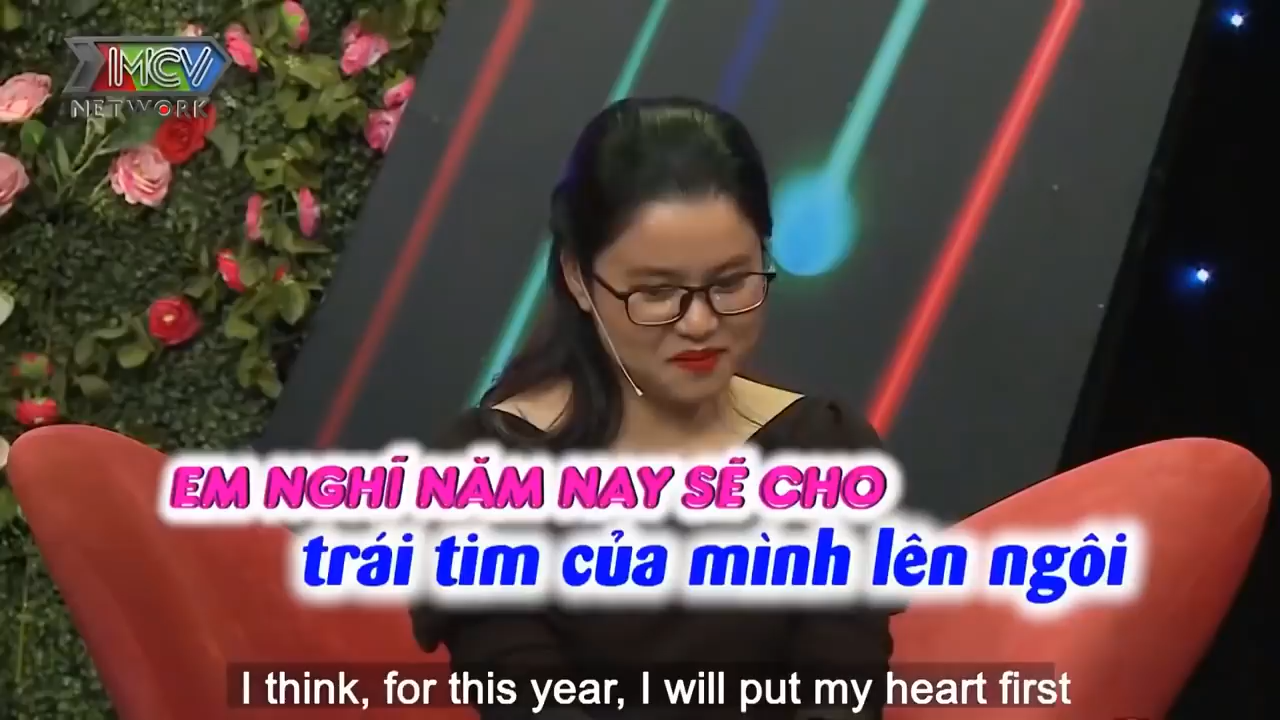 MCV
NETWORK
EM NGHĨ NĂM NAY SẼ CHO
trái tim của mình lên ngôi
I think, for this year, I will put my heart first